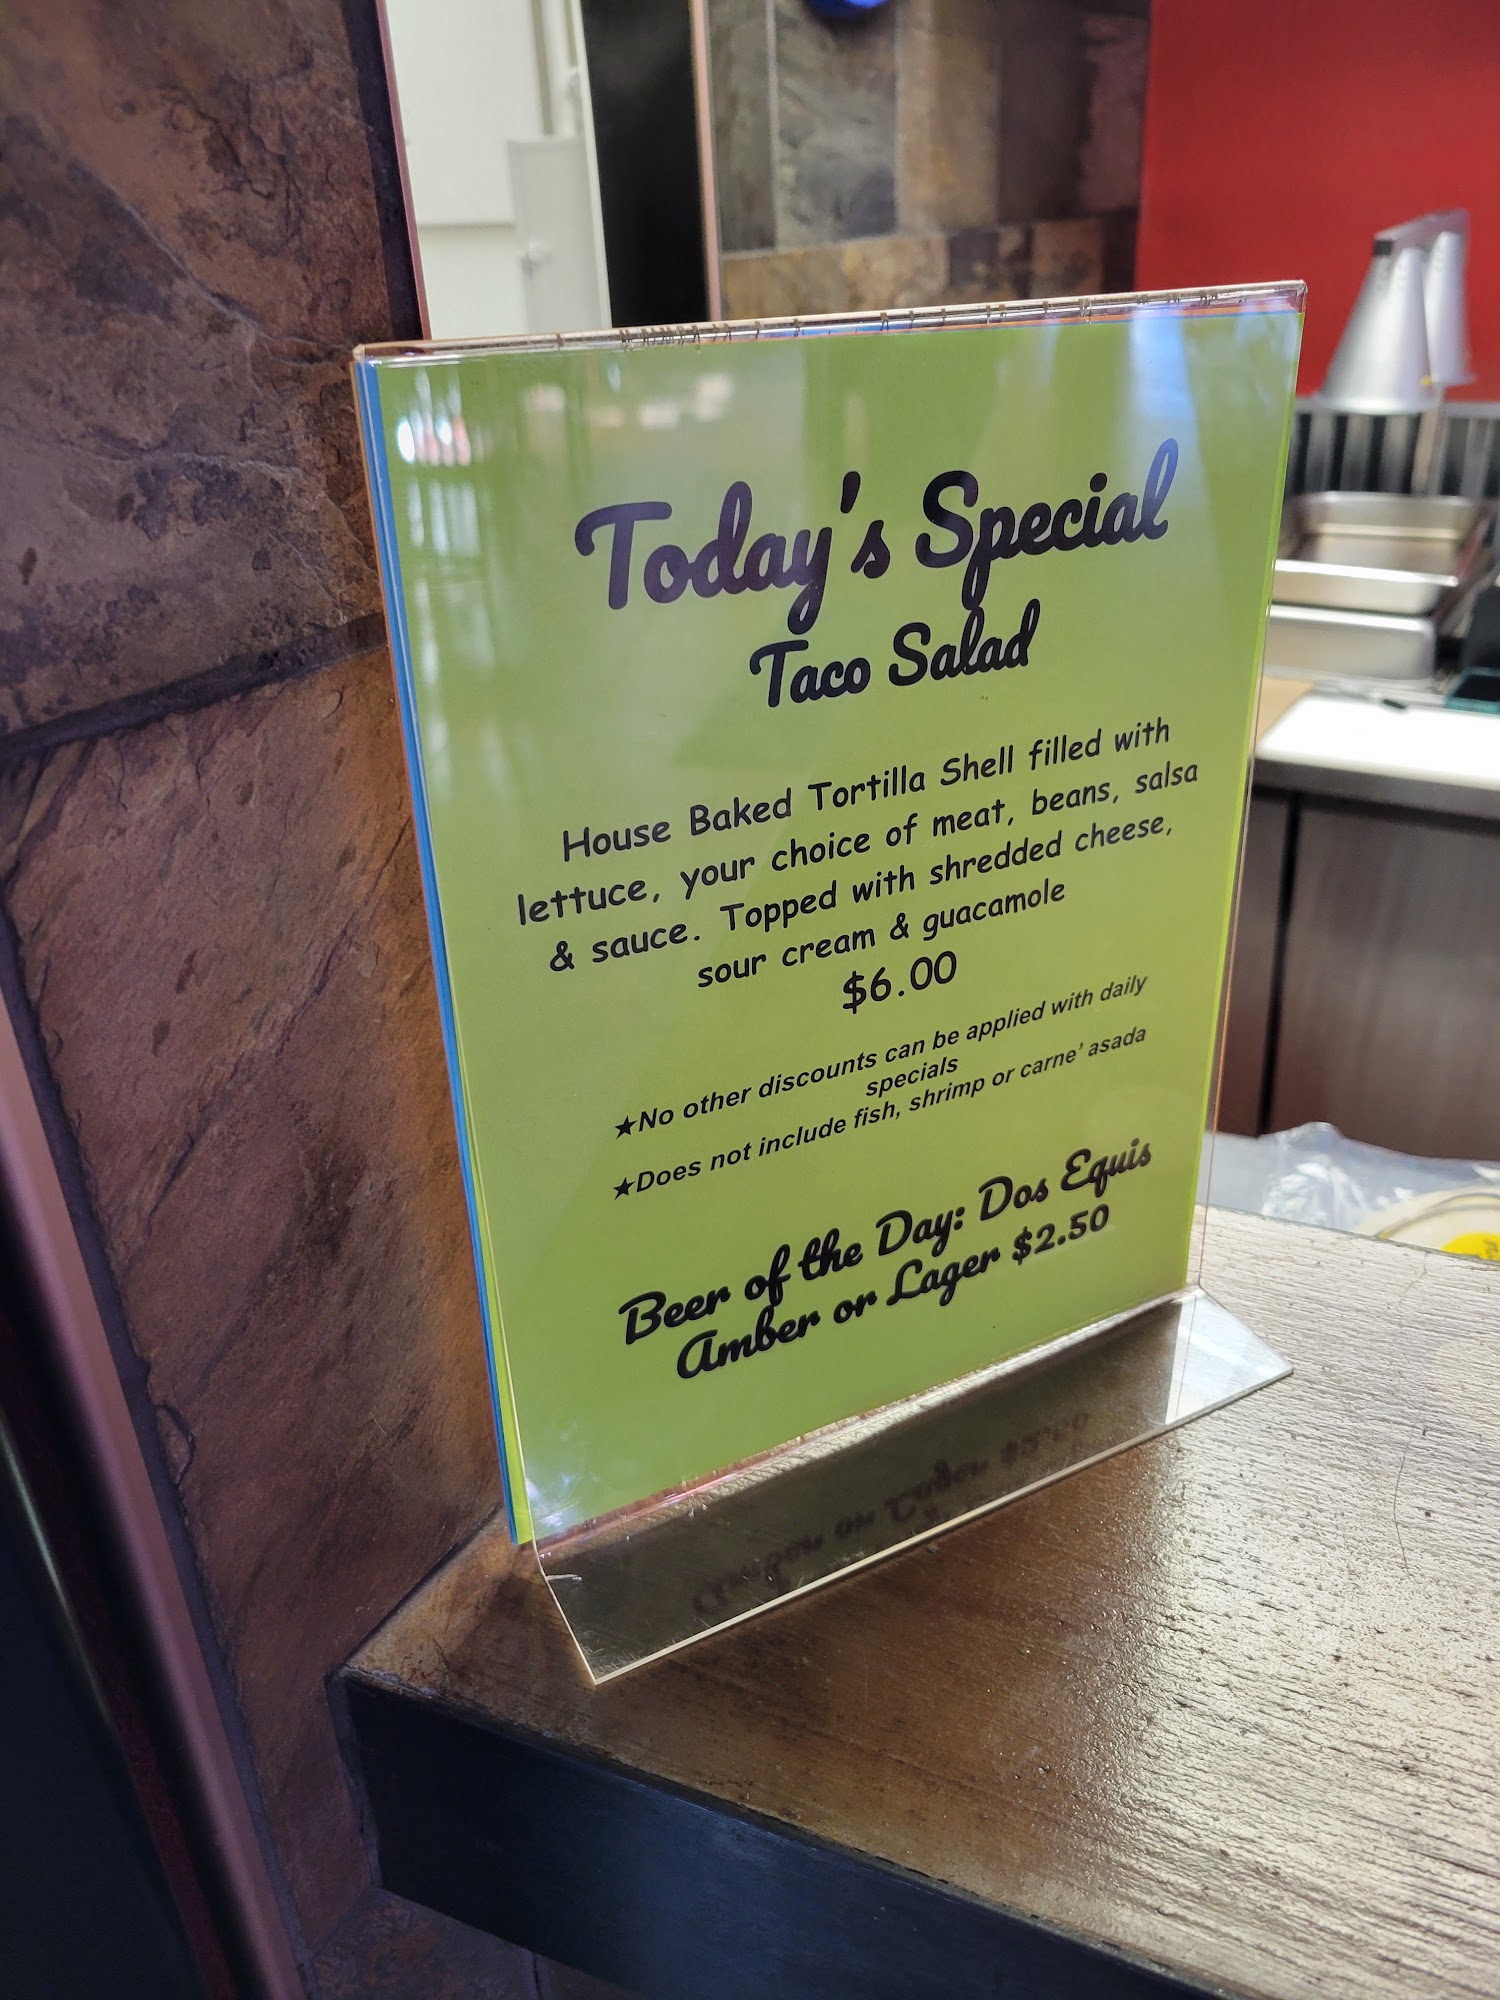 Today's Special
Taco Salad
House Baked Tortilla Shell filled with
lettuce, your choice of meat, beans, salsa
& sauce. Topped with shredded cheese,
sour cream & guacamole
$6.00
★No other discounts can be applied with daily
specials
★Does not include fish, shrimp or carne' asada
Beer of the Day: Dos Equis
Amber or Lager $2.50